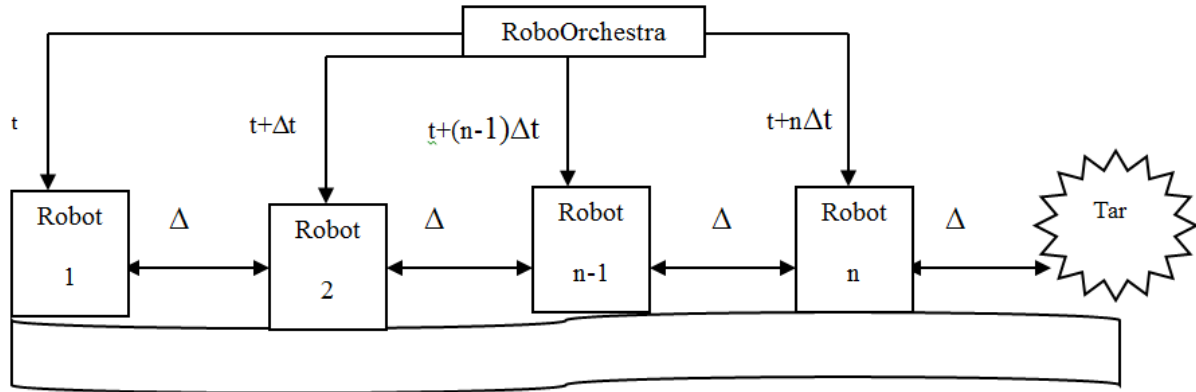 RoboOrchestra
t
t+Δt
t+(n-1)Δt
t+nΔt
Robot
1
Δ
Robot
2
Δ
Robot
n-1
Δ
Robot
n
Δ
Tar